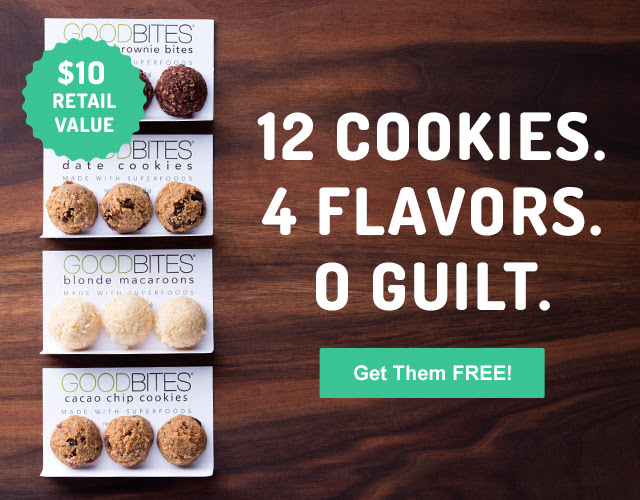 GOODBITES®
brownie bites
SUPERFOODS
$10
RETAIL
VALUE
GOODBITES®
date cookies
MADE WITH SUPERFOODS
GOODBITES®
blonde macaroons
MADE WITH SUPERFOODS
GOODBITES®
cacao chip cookies
MADE WITH SUPERFOODS
12 COOKIES.
4 FLAVORS.
0 GUILT.
Get Them FREE!